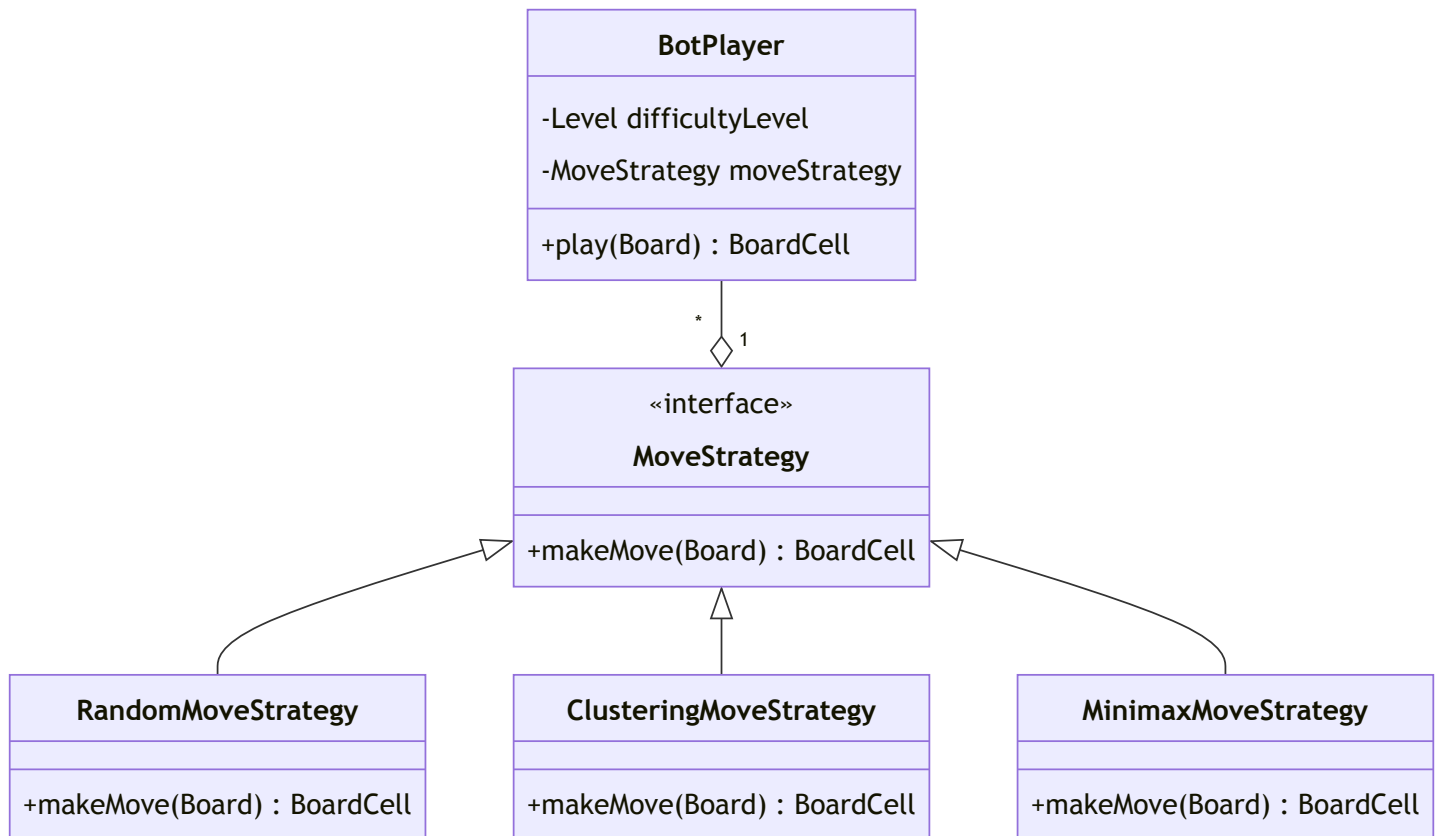 BotPlayer
-Level difficultyLevel
-MoveStrategy moveStrategy
+play(Board) : BoardCell
*
1
«interface»
MoveStrategy
+makeMove(Board) : BoardCell
RandomMoveStrategy
+makeMove(Board) : BoardCell
ClusteringMoveStrategy
+makeMove(Board) : BoardCell
MinimaxMoveStrategy
+makeMove(Board) : BoardCell